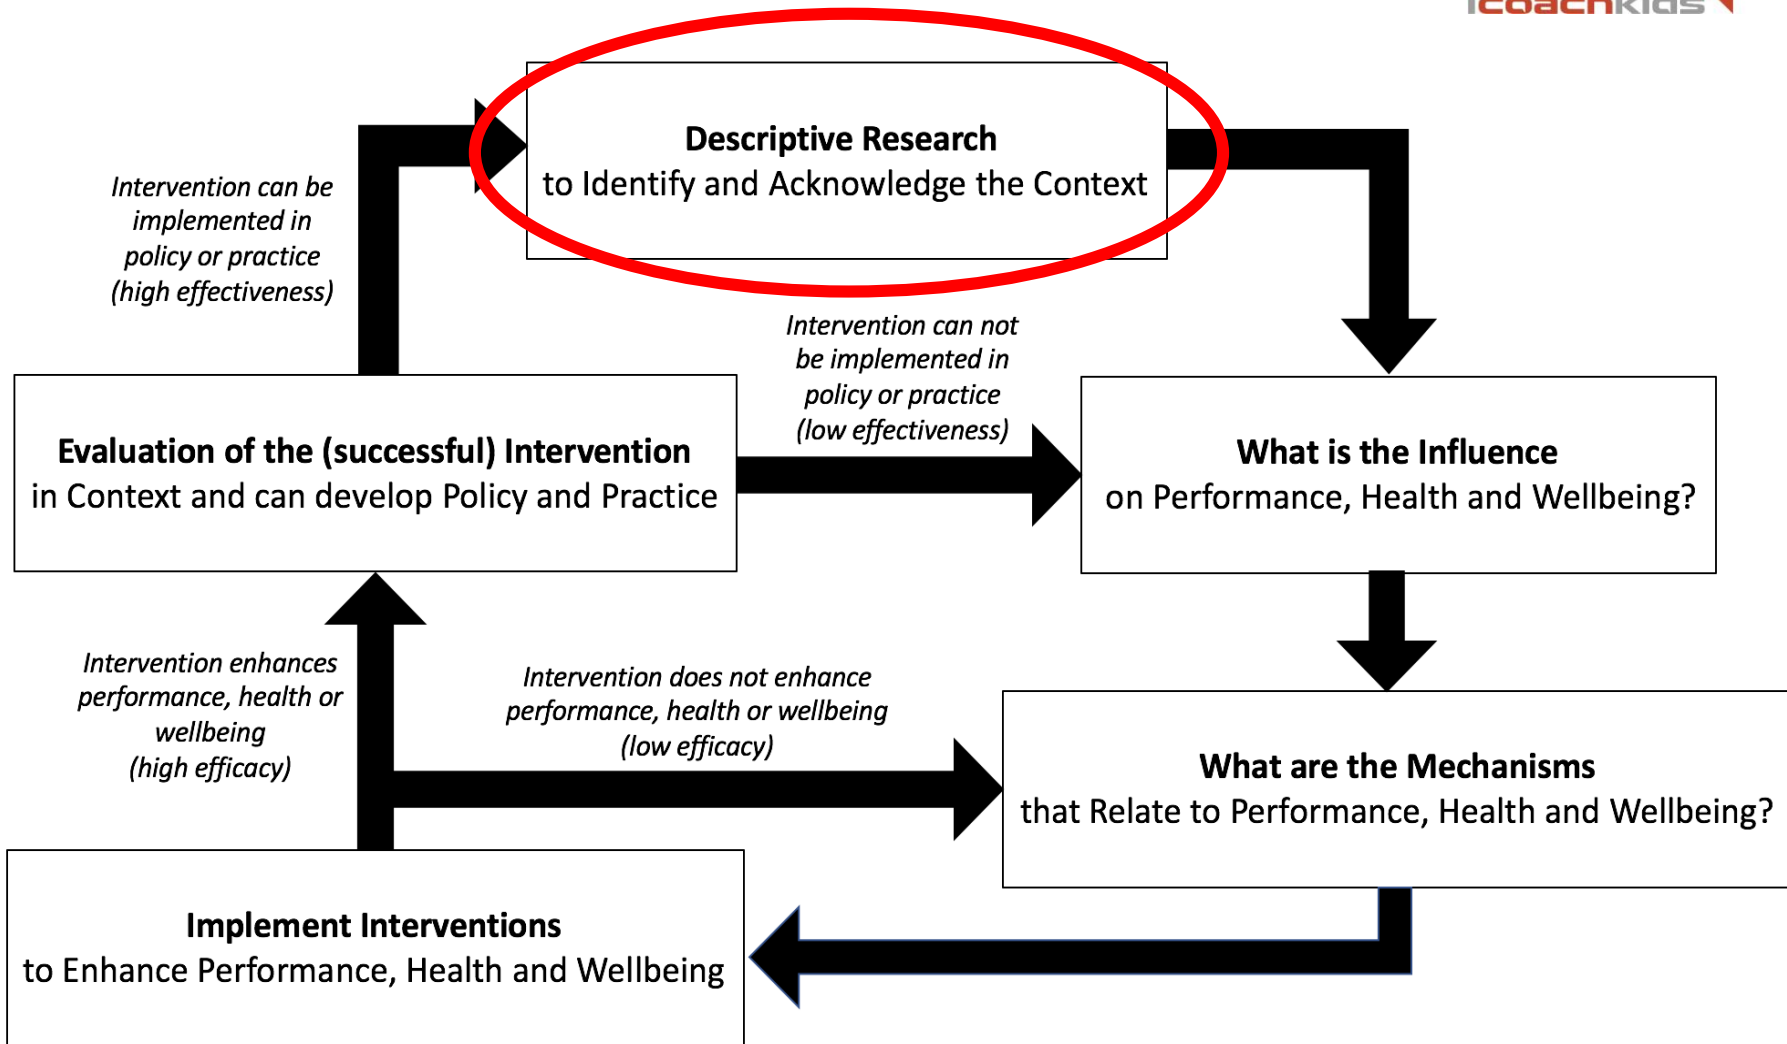 icoachkids
Descriptive Research
to Identify and Acknowledge the Context
Intervention can be
implemented in
policy or practice
(high effectiveness)
Intervention can not
be implemented in
policy or practice
(low effectiveness)
Evaluation of the (successful) Intervention
in Context and can develop Policy and Practice
What is the Influence
on Performance, Health and Wellbeing?
Intervention enhances
performance, health or
wellbeing
(high efficacy)
Intervention does not enhance
performance, health or wellbeing
(low efficacy)
What are the Mechanisms
that Relate to Performance, Health and Wellbeing?
Implement Interventions
to Enhance Performance, Health and Wellbeing